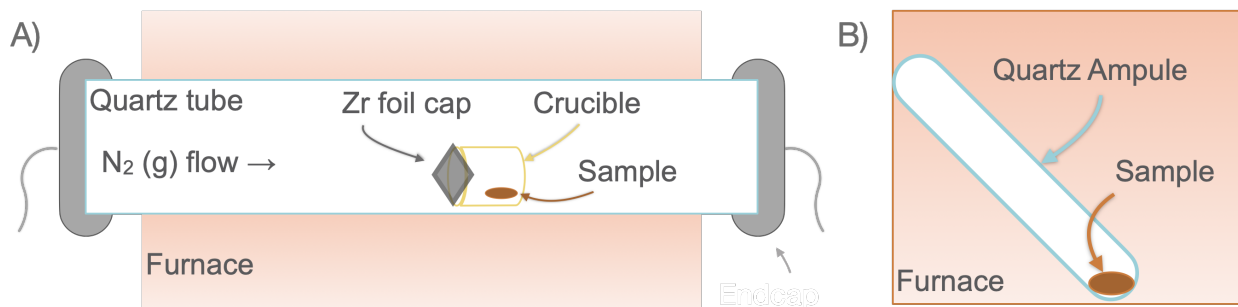 A)
Quartz tube
Zr foil cap
Crucible
N₂ (g) flow →
Sample
Furnace
Endcap
B)
Quartz Ampule
Sample
Furnace